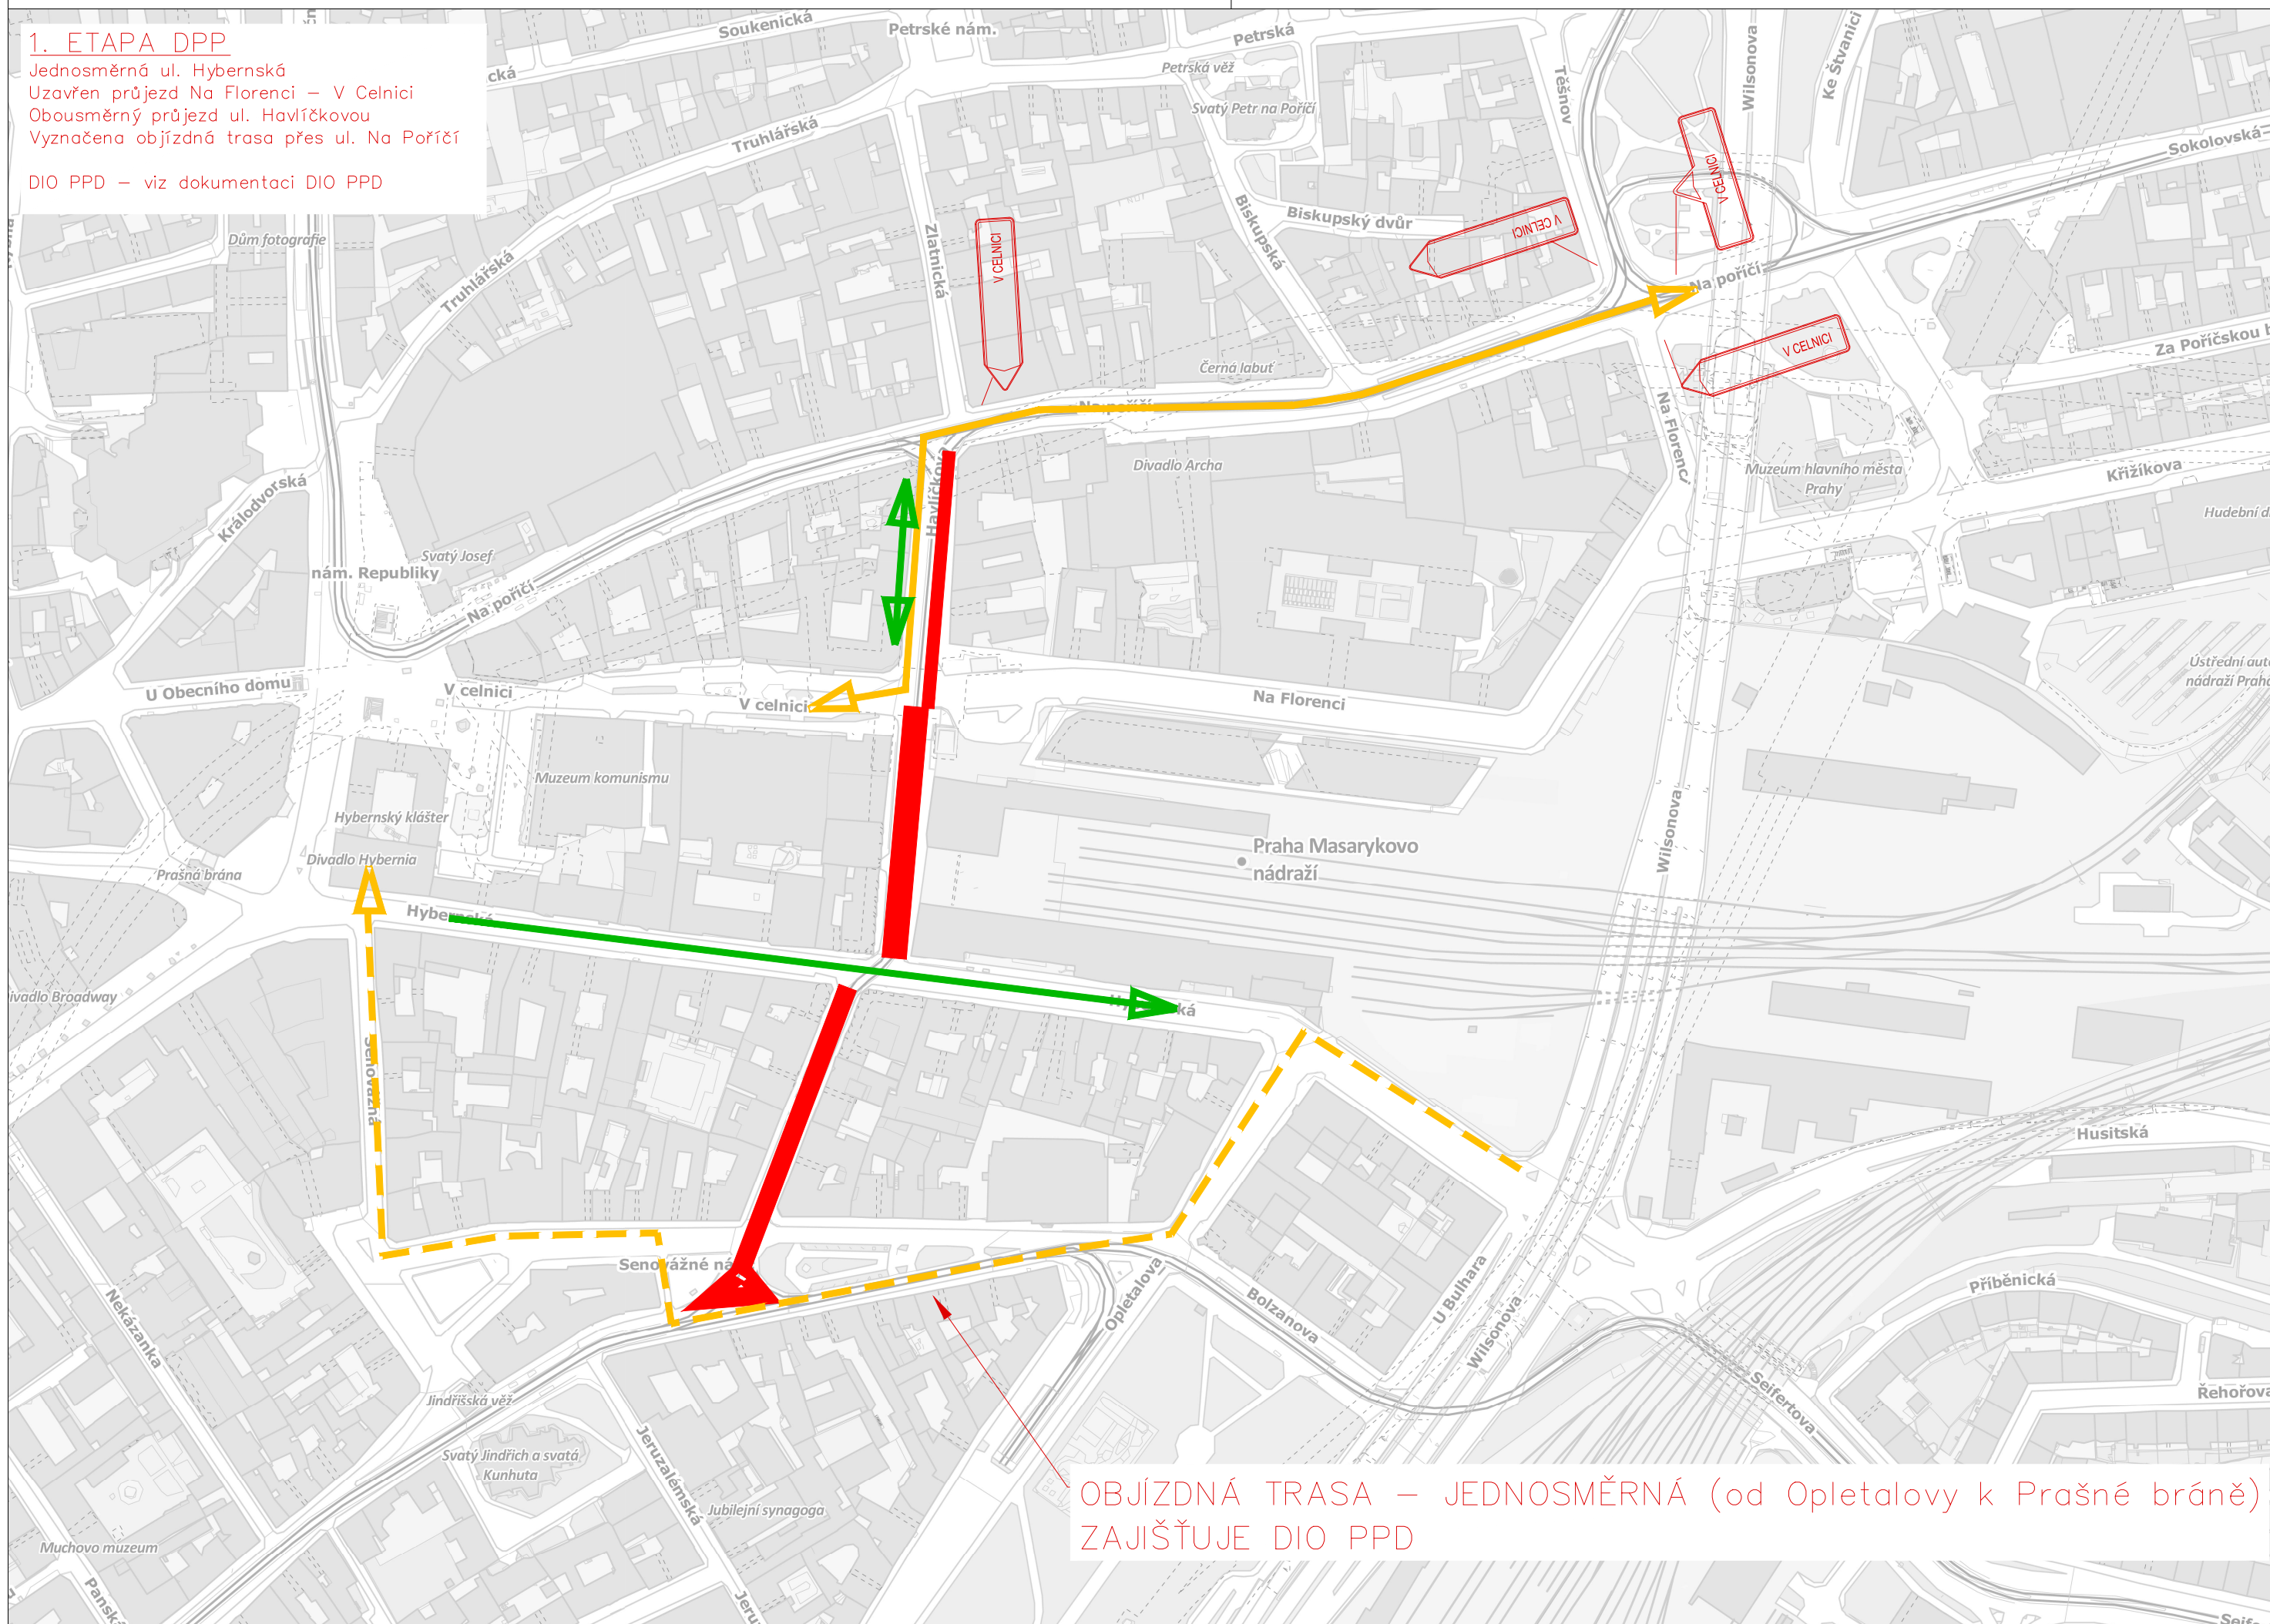 1. ETAPA DPP
Jednosměrná ul. Hybernská
Uzavřen průjezd Na Florenci – V Celnici
Obousměrný průjezd ul. Havlíčkovou
Vyznačena objízdná trasa přes ul. Na Poříčí
DIO PPD – viz dokumentaci DIO PPD
Soukenická
Petrské nám.
Petrská
Petrská věž
Svatý Petr na Poříčí
Těšnov
Wilsonova
Ke Štvanici
Sokolovská
Truhlářská
Zlatnická
V CELNICI
Biskupská
Biskupský dvůr
V CELNICI
V CELNICI
Na poříčí
V CELNICI
Za Poříčskou
Dům fotografie
Truhlářská
Černá labuť
Na poříčí
Na Florenci
Divadlo Archa
Muzeum hlavního města
Prahy
Křižíkova
Hudební
Královdvorská
Havlíčkova
Svatý Josef
nám. Republiky
Na poříčí
U Obecního domu
V celnici
V celnici
Na Florenci
Ústřední
nádraží
Muzeum komunismu
Hybernský klášter
Divadlo Hybernia
Prašná brána
Praha Masarykovo
nádraží
Wilsonova
Hybernská
Hybernská
ivadlo Broadway
Senovážná
Husitská
Senovážné
Nekázanka
Opletalova
Bolzanova
U Bulhara
Wilsonova
Příběnická
Seifertova
Řehořova
Jindřišská věž
Svatý Jindřich a svatá
Kunhuta
Jeruzalémská
Jubilejní synagoga
Muchovo muzeum
Panská
OBJÍZDNÁ TRASA – JEDNOSMĚRNÁ (od Opletalovy k Prašné bráně)
ZAJIŠŤUJE DIO PPD